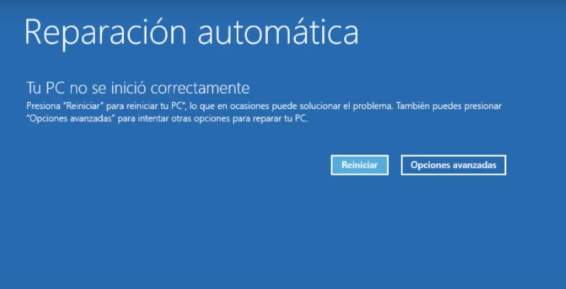 Reparación automática
Tu PC no se inició correctamente
Presiona "Reiniciar" para reiniciar tu PC", lo que en ocasiones puede solucionar el problema. También puedes presionar
"Opciones avanzadas" para intentar otras opciones para reparar tu PC.
Reiniciar Opciones avanzadas